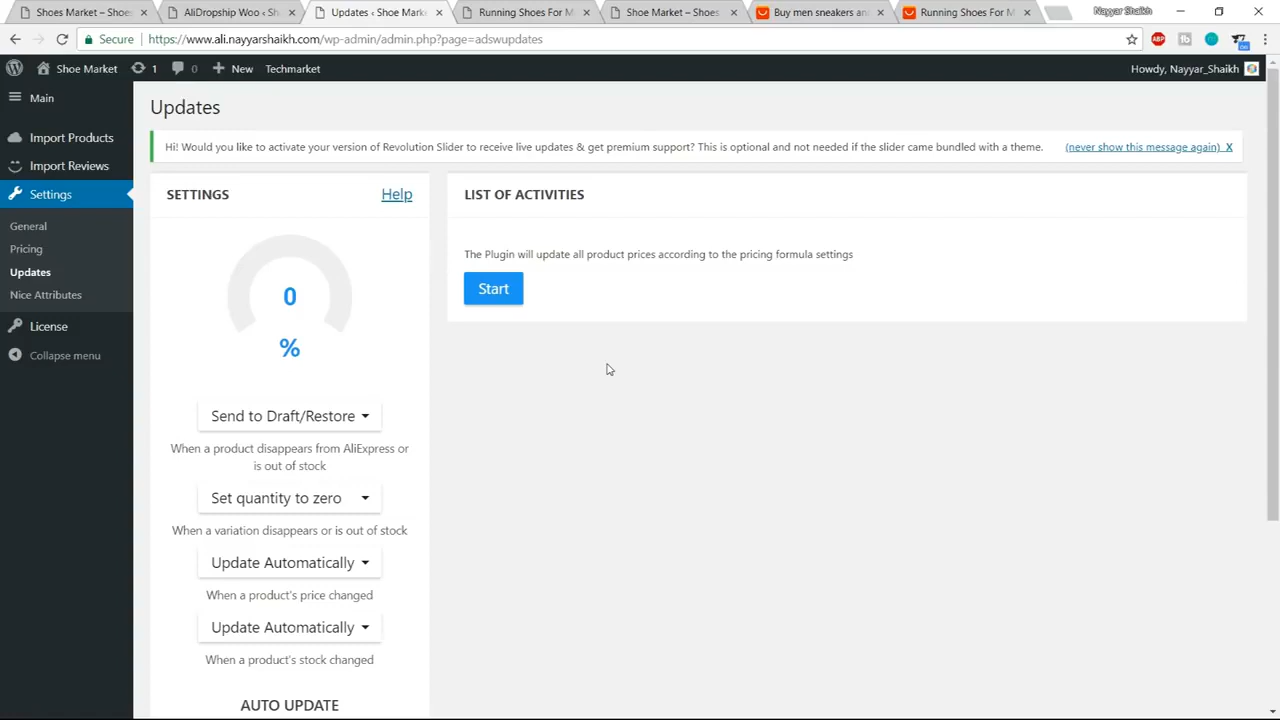 Shoes Market – Shoes
AliDropship Woo ‹ Sh
Updates ‹ Shoe Mark
Running Shoes For M
Shoe Market – Shoes
Buy men sneakers an
Running Shoes For M
Nayyar Shaikh
Secure
https://www.ali.nayyarshaikh.com/wp-admin/admin.php?page=adswupdates
ABP
fb
Shoe Market
1
0
New
Techmarket
Howdy, Nayyar_Shaikh
Main
Import Products
Import Reviews
Settings
General
Pricing
Updates
Nice Attributes
License
Collapse menu
Updates
Hi! Would you like to activate your version of Revolution Slider to receive live updates & get premium support? This is optional and not needed if the slider came bundled with a theme.
(never show this message again) X
SETTINGS
Help
0
%
Send to Draft/Restore
When a product disappears from AliExpress or
is out of stock
Set quantity to zero
When a variation disappears or is out of stock
Update Automatically
When a product's price changed
Update Automatically
When a product's stock changed
AUTO UPDATE
LIST OF ACTIVITIES
The Plugin will update all product prices according to the pricing formula settings
Start